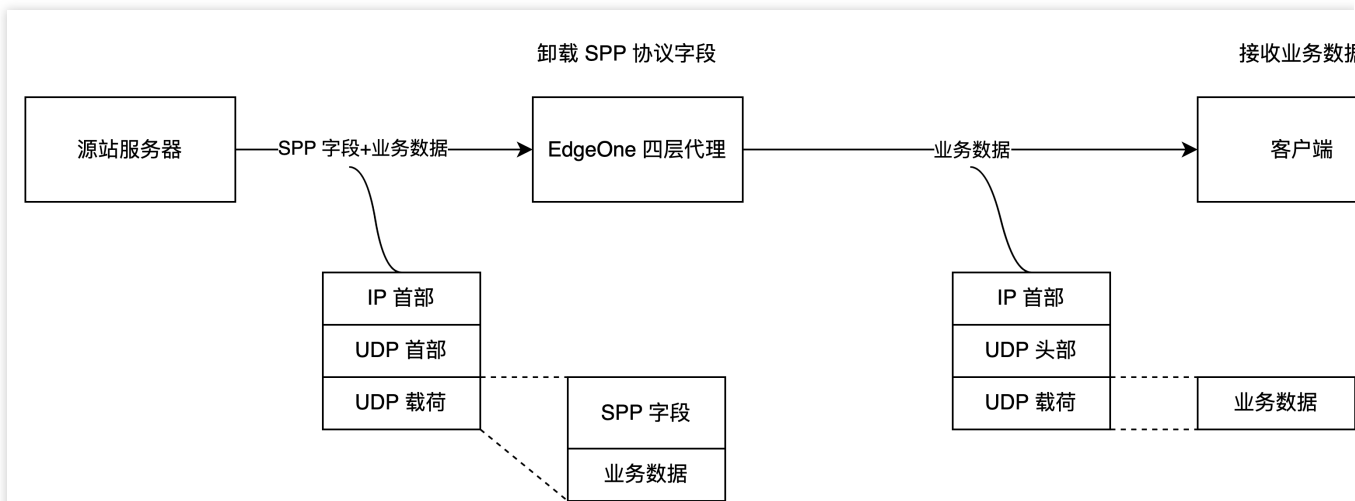 卸载 SPP 协议字段
接收业务数据
源站服务器
SPP 字段+业务数据
EdgeOne 四层代理
业务数据
客户端
IP 首部
UDP 首部
UDP 载荷
SPP 字段
业务数据
IP 首部
UDP 头部
UDP 载荷
业务数据